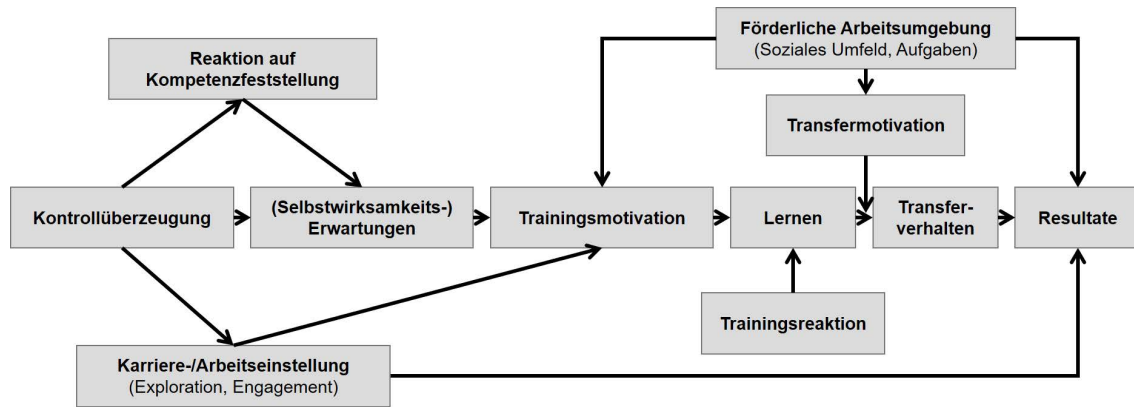 Förderliche Arbeitsumgebung
(Soziales Umfeld, Aufgaben)
Reaktion auf
Kompetenzfeststellung
Transfermotivation
Kontrollüberzeugung
(Selbstwirksamkeits-)
Erwartungen
Trainingsmotivation
Lernen
Transfer-
verhalten
Resultate
Trainingsreaktion
Karriere-/Arbeitseinstellung
(Exploration, Engagement)